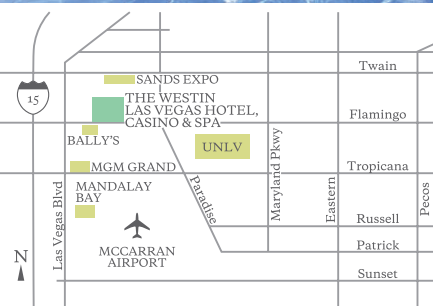 Twain
SANDS EXPO
15
THE WESTIN
LAS VEGAS HOTEL,
CASINO & SPA
Flamingo
BALLY'S
UNLV
MGM GRAND
Tropicana
MANDALAY
BAY
Las Vegas Blvd
Paradise
Maryland Pkwy
Eastern
Pecos
Russell
MCCARRAN
AIRPORT
Patrick
N
Sunset